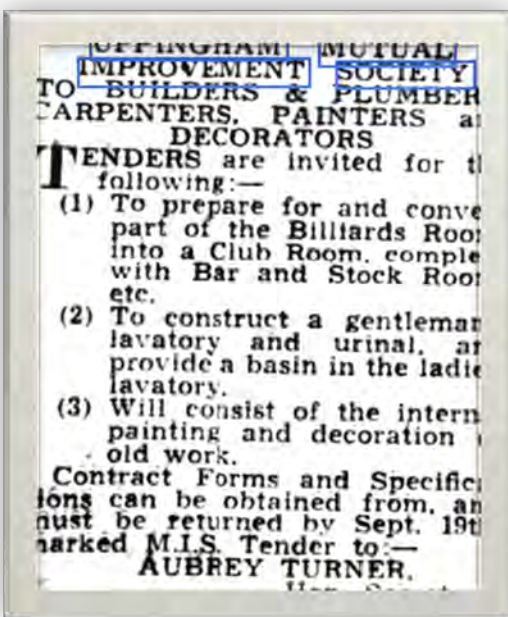 UPPINGHAM MUTUAL
IMPROVEMENT SOCIETY
TO BUILDERS & PLUMBER
CARPENTERS, PAINTERS a
DECORATORS
TENDERS are invited for t
following:—
(1) To prepare for and conve
part of the Billiards Roo
into a Club Room, comple
with Bar and Stock Roo
etc.
(2) To construct a gentleman
lavatory and urinal, an
provide a basin in the ladie
lavatory.
(3) Will consist of the intern
painting and decoration
old work.
Contract Forms and Specific
ions can be obtained from, an
must be returned by Sept. 19t
marked M.I.S. Tender to:—
AUBREY TURNER.